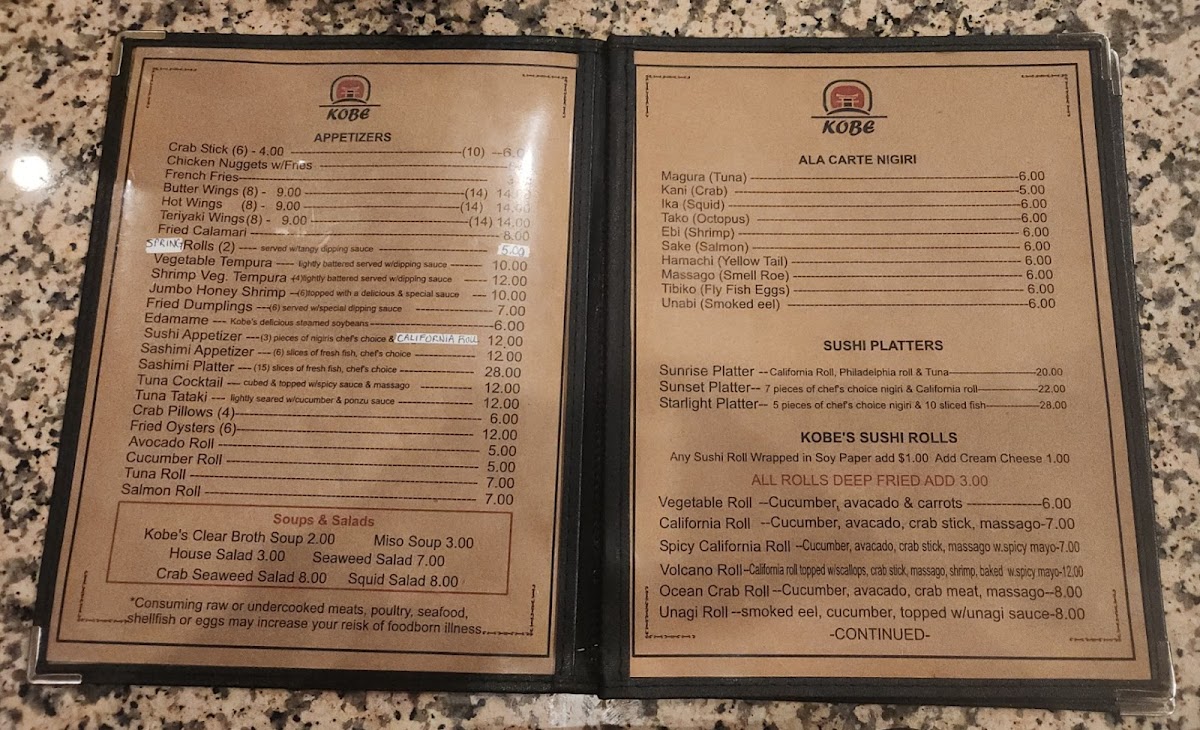 KOBE
APPETIZERS
Crab Stick (6) - 4.00 (10) 6.00
Chicken Nuggets w/Fries
French Fries
Butter Wings (8) - 9.00 (14) 14.00
Hot Wings (8) - 9.00 (14) 14.00
Teriyaki Wings (8) - 9.00 (14) 14.00
Fried Calamari 8.00
SPRING Rolls (2) served w/tangy dipping sauce 5.00
Vegetable Tempura lightly battered served w/dipping sauce 10.00
Shrimp Veg. Tempura (4)lightly battered served w/dipping sauce 12.00
Jumbo Honey Shrimp (6)topped with a delicious & special sauce 10.00
Fried Dumplings (6) served w/special dipping sauce 7.00
Edamame Kobe's delicious steamed soybeans 6.00
Sushi Appetizer (3) pieces of nigiris chef's choice & CALIFORNIA ROLL 12.00
Sashimi Appetizer (6) slices of fresh fish, chef's choice 12.00
Sashimi Platter (15) slices of fresh fish, chef's choice 28.00
Tuna Cocktail cubed & topped w/spicy sauce & massago 12.00
Tuna Tataki lightly seared w/cucumber & ponzu sauce 12.00
Crab Pillows (4) 6.00
Fried Oysters (6) 12.00
Avocado Roll 5.00
Cucumber Roll 5.00
Tuna Roll 7.00
Salmon Roll 7.00
Soups & Salads
Kobe's Clear Broth Soup 2.00 Miso Soup 3.00
House Salad 3.00 Seaweed Salad 7.00
Crab Seaweed Salad 8.00 Squid Salad 8.00
*Consuming raw or undercooked meats, poultry, seafood,
shellfish or eggs may increase your reisk of foodborn illness.
KOBE
ALA CARTE NIGIRI
Magura (Tuna) 6.00
Kani (Crab) 5.00
Ika (Squid) 6.00
Tako (Octopus) 6.00
Ebi (Shrimp) 6.00
Sake (Salmon) 6.00
Hamachi (Yellow Tail) 6.00
Massago (Smell Roe) 6.00
Tibiko (Fly Fish Eggs) 6.00
Unabi (Smoked eel) 6.00
SUSHI PLATTERS
Sunrise Platter --California Roll, Philadelphia roll & Tuna 20.00
Sunset Platter-- 7 pieces of chef's choice nigiri & California roll 22.00
Starlight Platter-- 5 pieces of chef's choice nigiri & 10 sliced fish 28.00
KOBE'S SUSHI ROLLS
Any Sushi Roll Wrapped in Soy Paper add $1.00 Add Cream Cheese 1.00
ALL ROLLS DEEP FRIED ADD 3.00
Vegetable Roll --Cucumber, avacado & carrots 6.00
California Roll --Cucumber, avacado, crab stick, massago-7.00
Spicy California Roll --Cucumber, avacado, crab stick, massago w.spicy mayo-7.00
Volcano Roll--California roll topped w/scallops, crab stick, massago, shrimp, baked w.spicy mayo-12.00
Ocean Crab Roll --Cucumber, avacado, crab meat, massago--8.00
Unagi Roll --smoked eel, cucumber, topped w/unagi sauce-8.00
-CONTINUED-